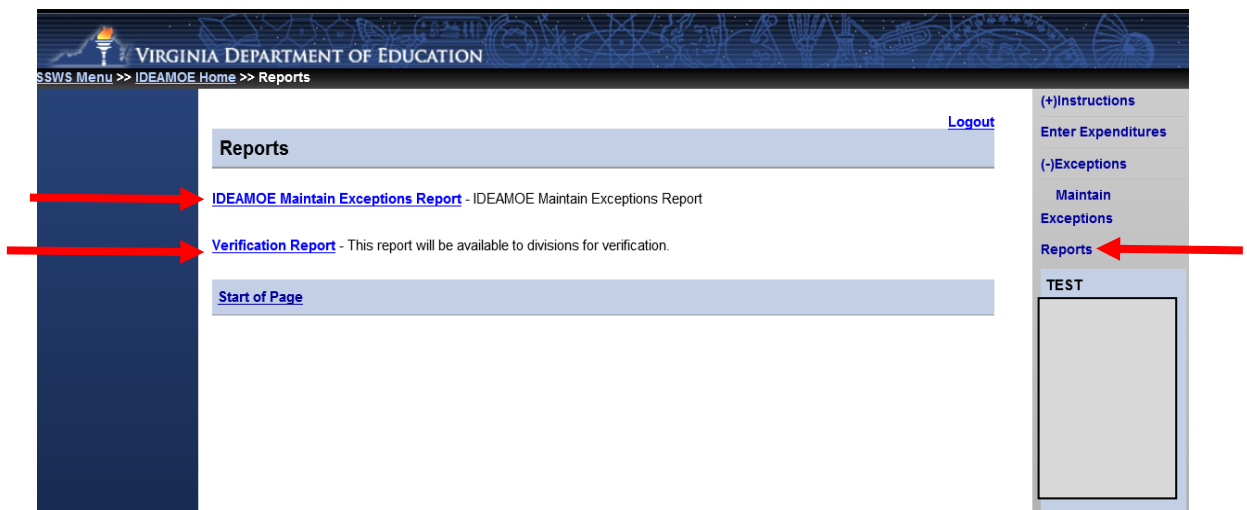 VIRGINIA DEPARTMENT OF EDUCATION
SSWS Menu >> IDEAMOE Home >> Reports
Logout
Reports
IDEAMOE Maintain Exceptions Report - IDEAMOE Maintain Exceptions Report
Verification Report - This report will be available to divisions for verification.
Start of Page
(+)Instructions
Enter Expenditures
(-)Exceptions
Maintain
Exceptions
Reports
TEST